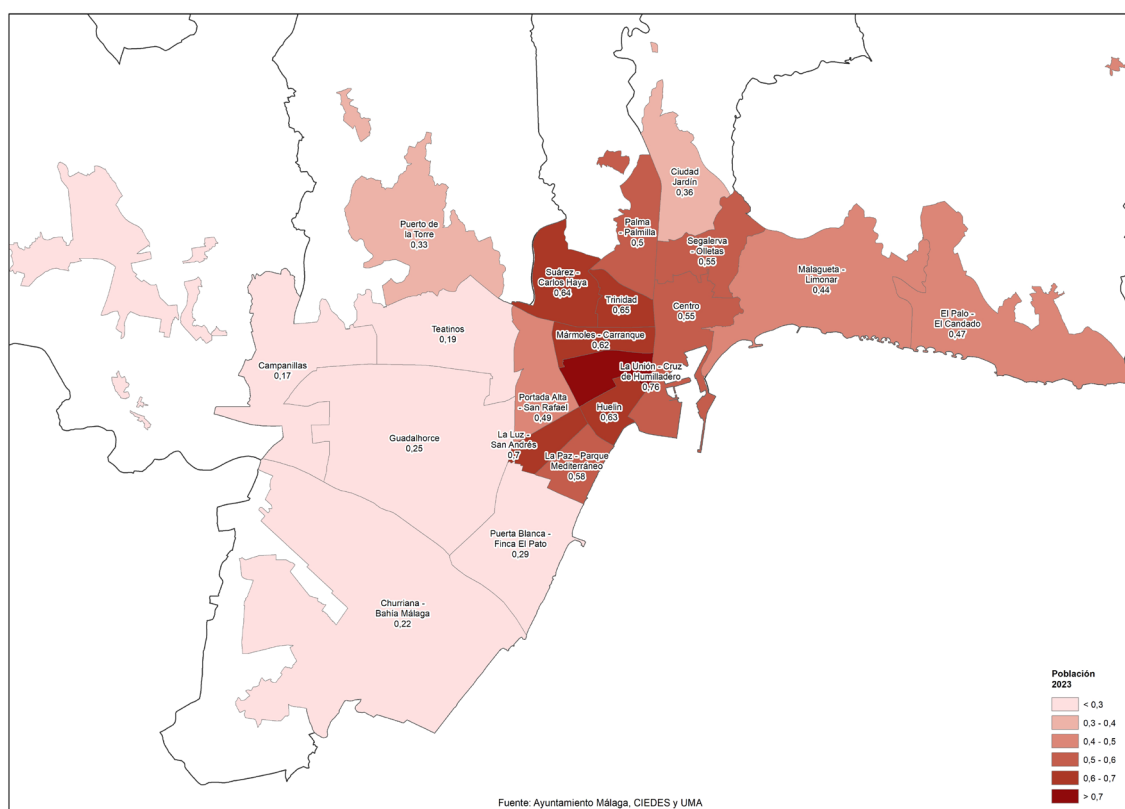 Ciudad
Jardín
0,36
Palma
- Palmilla
0,5
Puerto de
la Torre
0,33
Segalerva
- Olletas
0,55
Suárez -
Carlos Haya
0,64
Malagueta -
Limonar
0,44
Trinidad
0,65
Centro
0,55
El Palo -
El Candado
0,47
Teatinos
0,19
Mármoles - Carranque
0,62
Campanillas
0,17
La Unión - Cruz
de Humilladero
0,76
Portada Alta
- San Rafael
0,49
Huelin
0,63
Guadalhorce
0,25
La Luz -
San Andrés
0,7
La Paz - Parque
Mediterráneo
0,58
Puerta Blanca -
Finca El Pato
0,29
Churriana -
Bahía Málaga
0,22
Población
2023
< 0,3
0,3 - 0,4
0,4 - 0,5
0,5 - 0,6
0,6 - 0,7
> 0,7
Fuente: Ayuntamiento Málaga, CIEDES y UMA